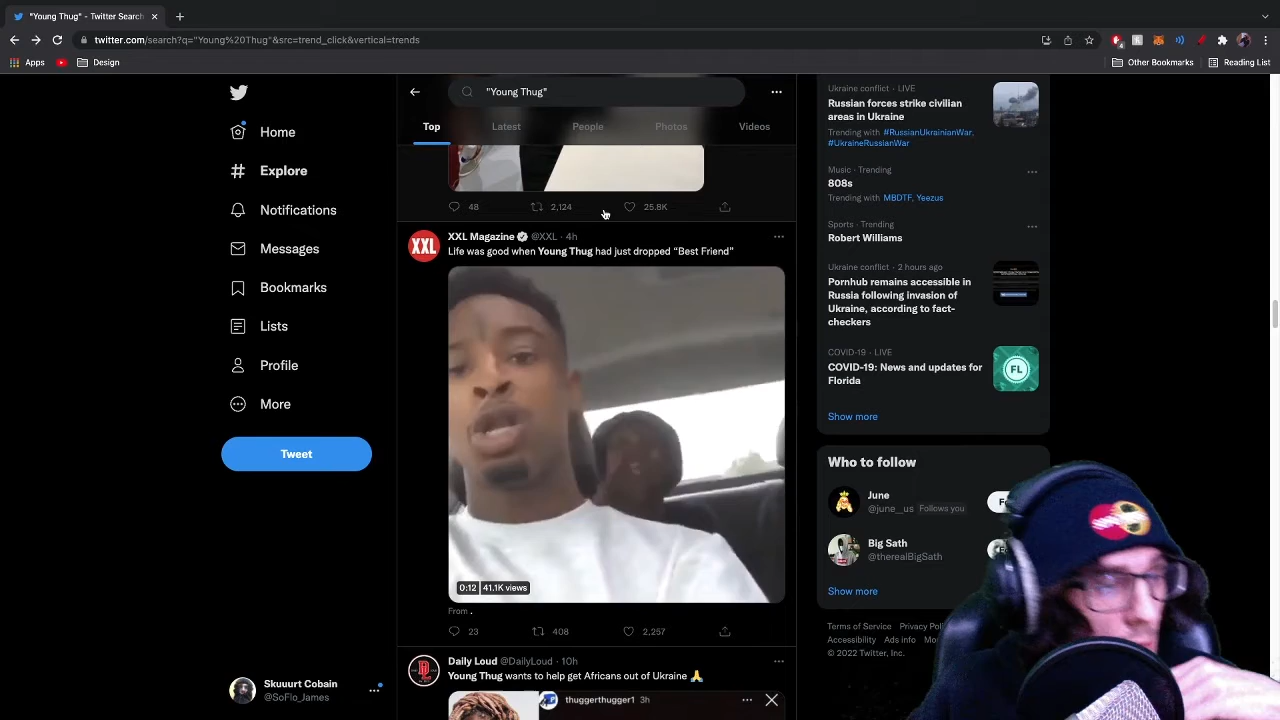 "Young Thug" - Twitter Search
twitter.com/search?q="Young%20Thug"&src=trend_click&vertical=trends
Apps
Design
Other Bookmarks
Reading List
Home
Explore
Notifications
Messages
Bookmarks
Lists
Profile
More
Tweet
Skuuurt Cobain
@SoFlo_James
"Young Thug"
Top
Latest
People
Photos
Videos
48
2,124
25.8K
XXL
XXL Magazine @XXL · 4h
Life was good when Young Thug had just dropped “Best Friend”
0:12
41.1K views
From .
23
408
2,257
Daily Loud @DailyLoud · 10h
Young Thug wants to help get Africans out of Ukraine 🙏
thuggerthugger1 3h
Ukraine conflict · LIVE
Russian forces strike civilian
areas in Ukraine
Trending with #RussianUkrainianWar,
#UkraineRussianWar
Music · Trending
808s
Trending with MBDTF, Yeezus
Sports · Trending
Robert Williams
Ukraine conflict · 2 hours ago
Pornhub remains accessible in
Russia following invasion of
Ukraine, according to fact-
checkers
COVID-19 · LIVE
COVID-19: News and updates for
Florida
FL
Show more
Who to follow
June
@june__us Follows you
Big Sath
@therealBigSath
Show more
Terms of Service
Accessibility Ads info
© 2022 Twitter, Inc.